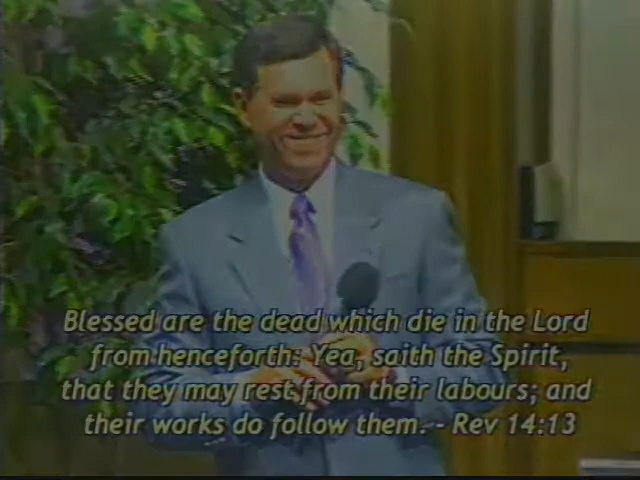 Blessed are the dead which die in the Lord
from henceforth: Yea, saith the Spirit,
that they may rest from their labours; and
their works do follow them. - Rev 14:13